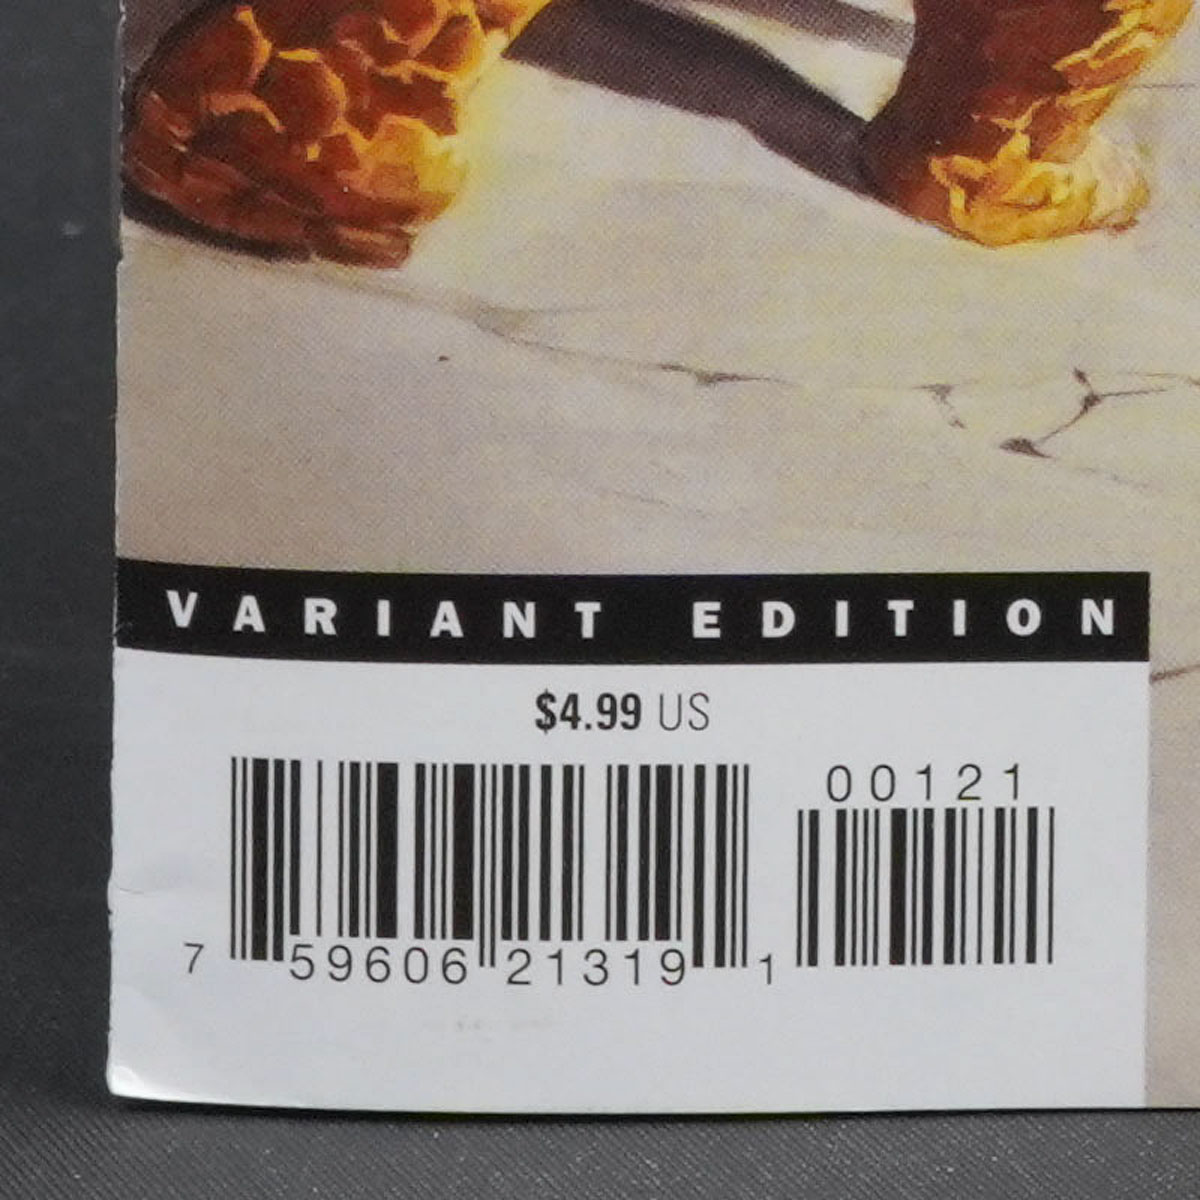 VARIANT EDITION
$4.99 US
00121
7 59606 21319 1